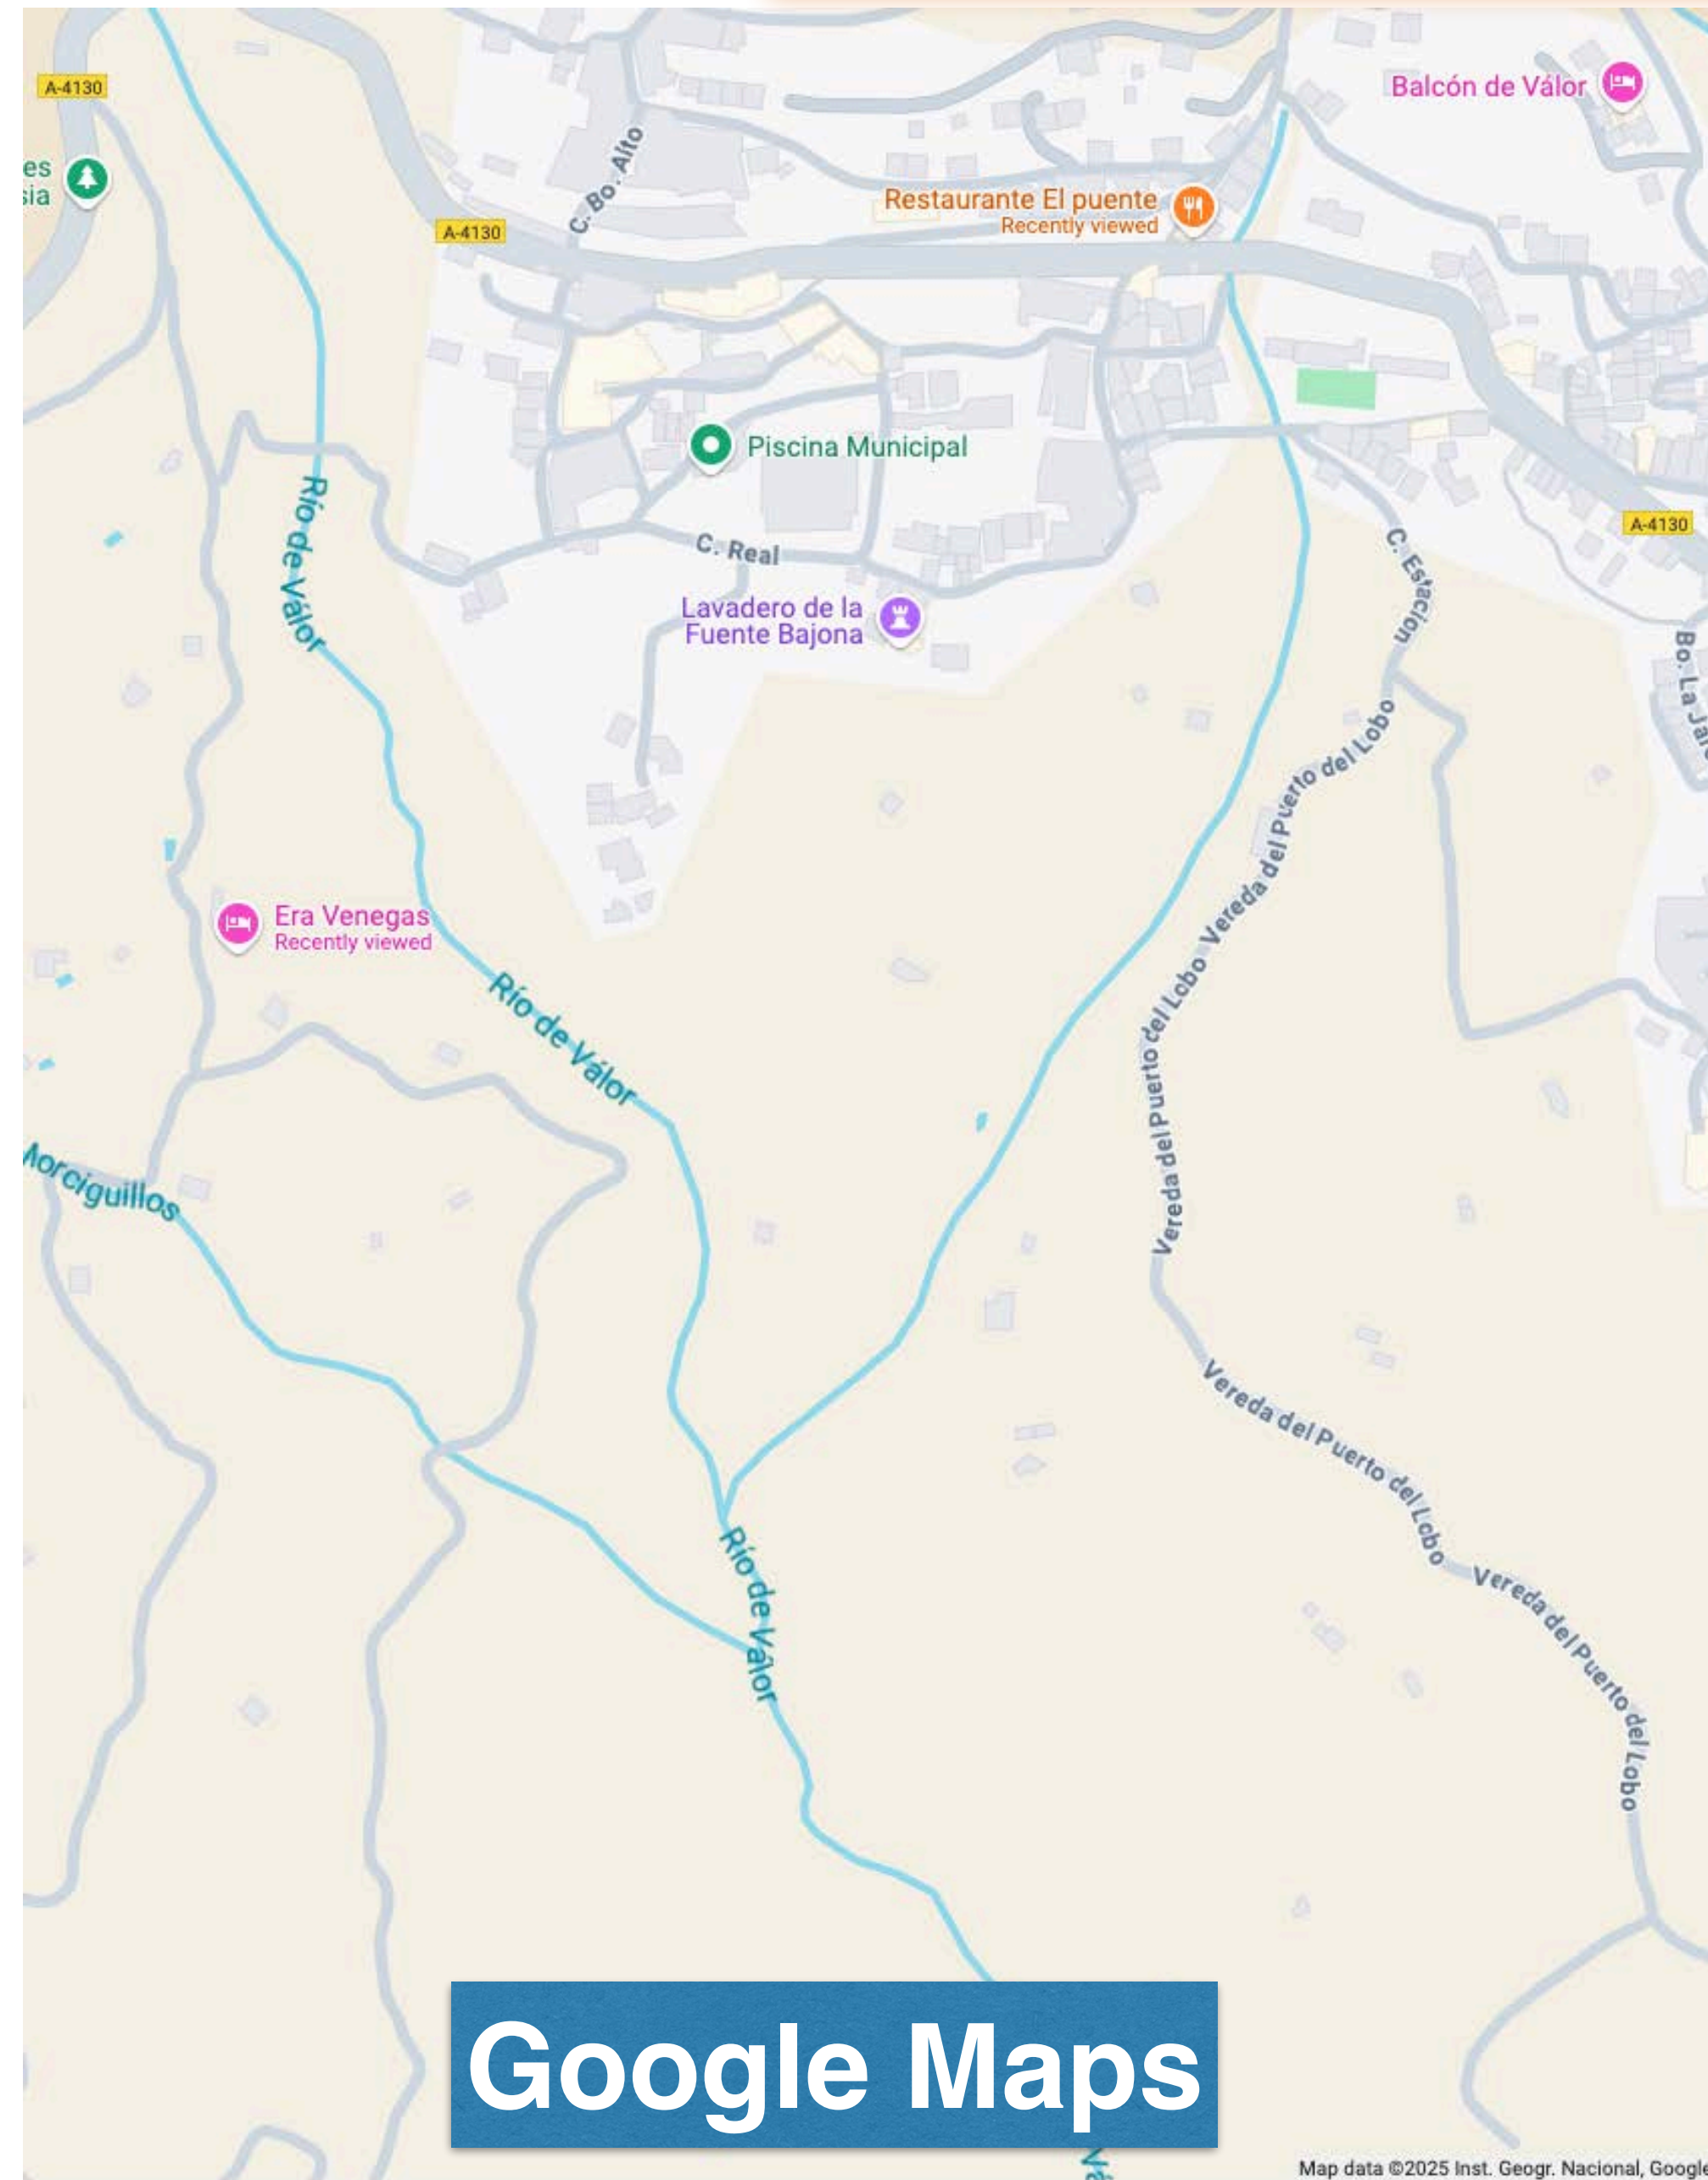 A-4130
Balcón de Válor
es
sia
C. Bo. Alto
Restaurante El puente
Recently viewed
A-4130
Piscina Municipal
Río de Válor
A-4130
C. Real
C. Estación
Lavadero de la
Fuente Bajona
Bo. La Jar
Vereda del Puerto del Lobo
Vereda del Puerto del Lobo
Era Venegas
Recently viewed
Río de Válor
Morciguillos
Vereda del Puerto del Lobo
Vereda del Puerto del Lobo
Río de Válor
Google Maps
Map data ©2025 Inst. Geogr. Nacional, Google